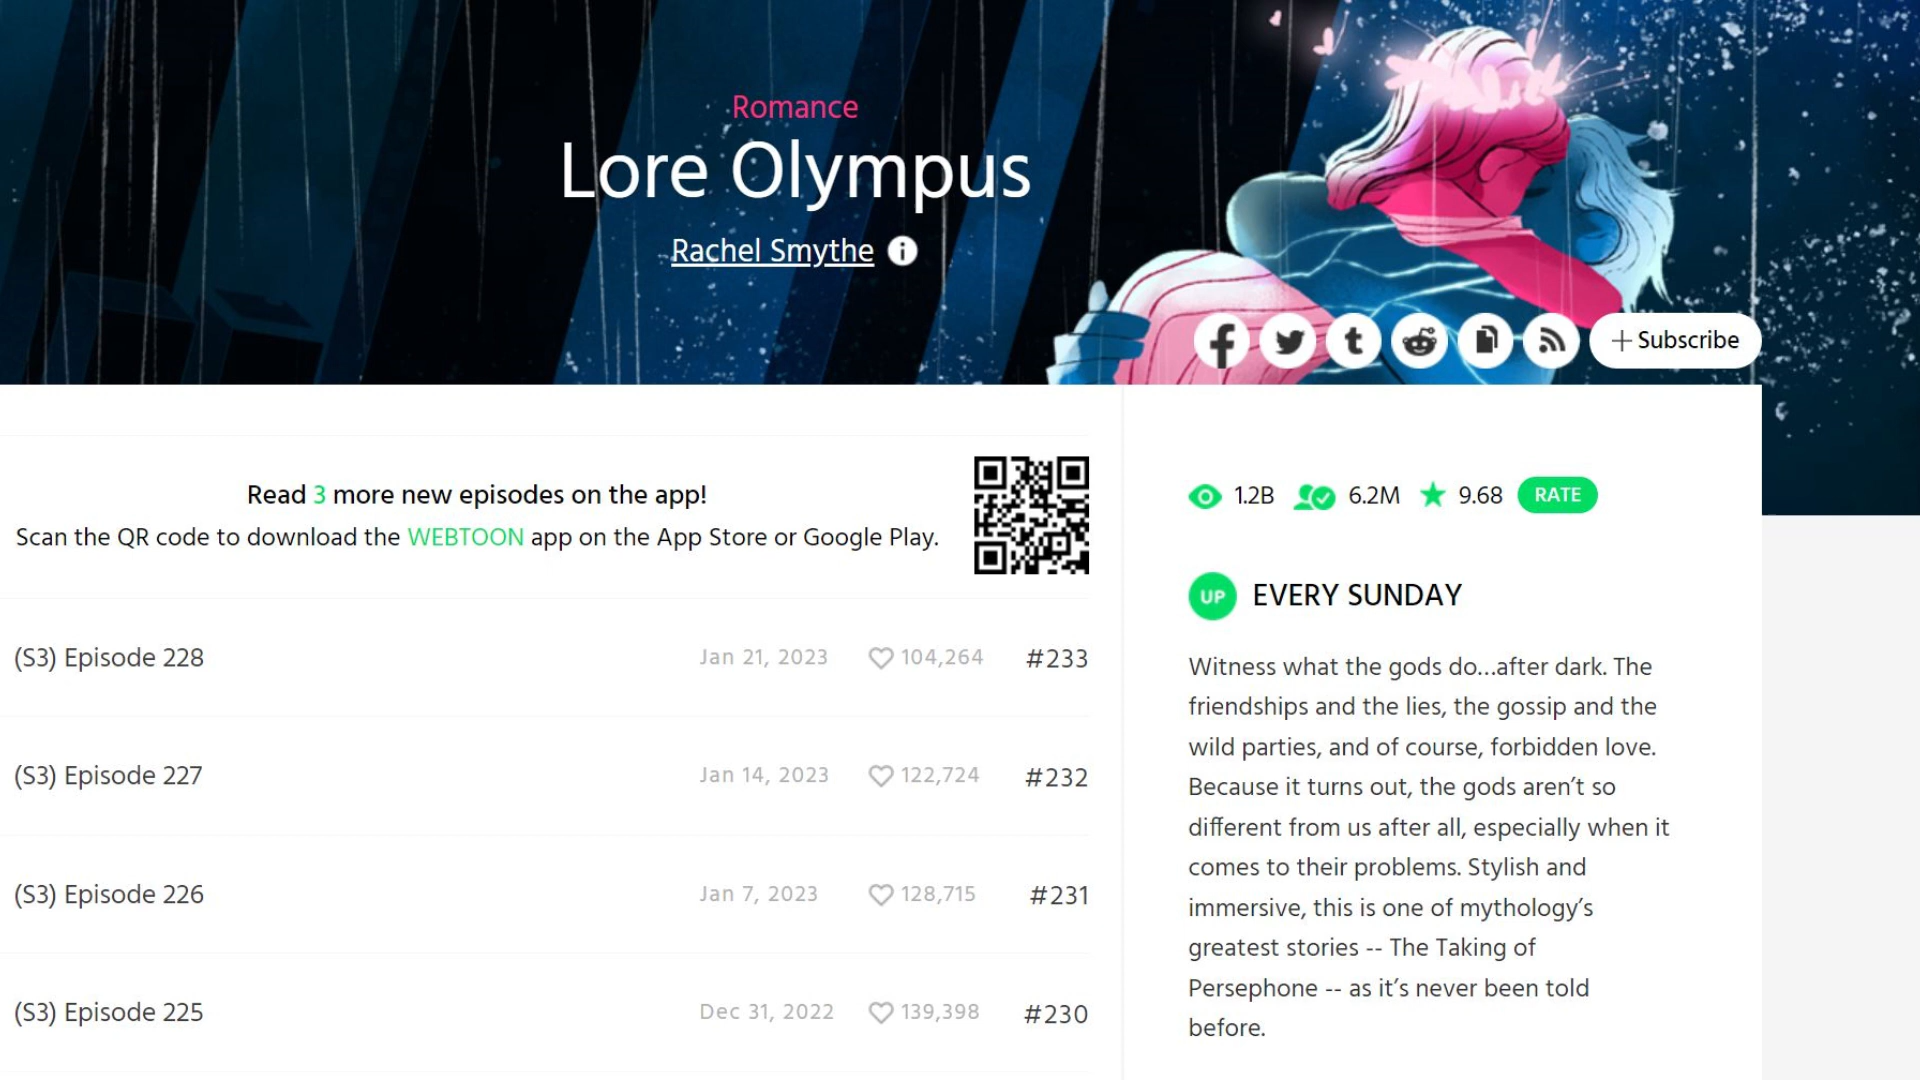 Romance
Lore Olympus
Rachel Smythe i
+ Subscribe
Read 3 more new episodes on the app!
Scan the QR code to download the WEBTOON app on the App Store or Google Play.
(S3) Episode 228 Jan 21, 2023 104,264 #233
(S3) Episode 227 Jan 14, 2023 122,724 #232
(S3) Episode 226 Jan 7, 2023 128,715 #231
(S3) Episode 225 Dec 31, 2022 139,398 #230
1.2B 6.2M 9.68 RATE
UP EVERY SUNDAY
Witness what the gods do...after dark. The
friendships and the lies, the gossip and the
wild parties, and of course, forbidden love.
Because it turns out, the gods aren’t so
different from us after all, especially when it
comes to their problems. Stylish and
immersive, this is one of mythology’s
greatest stories -- The Taking of
Persephone -- as it’s never been told
before.